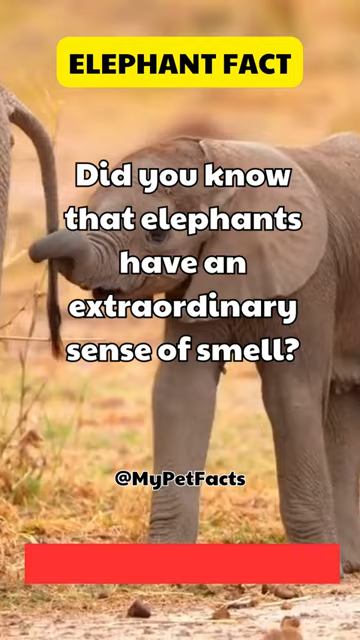 ELEPHANT FACT
Did you know
that elephants
have an
extraordinary
sense of smell?
@MyPetFacts